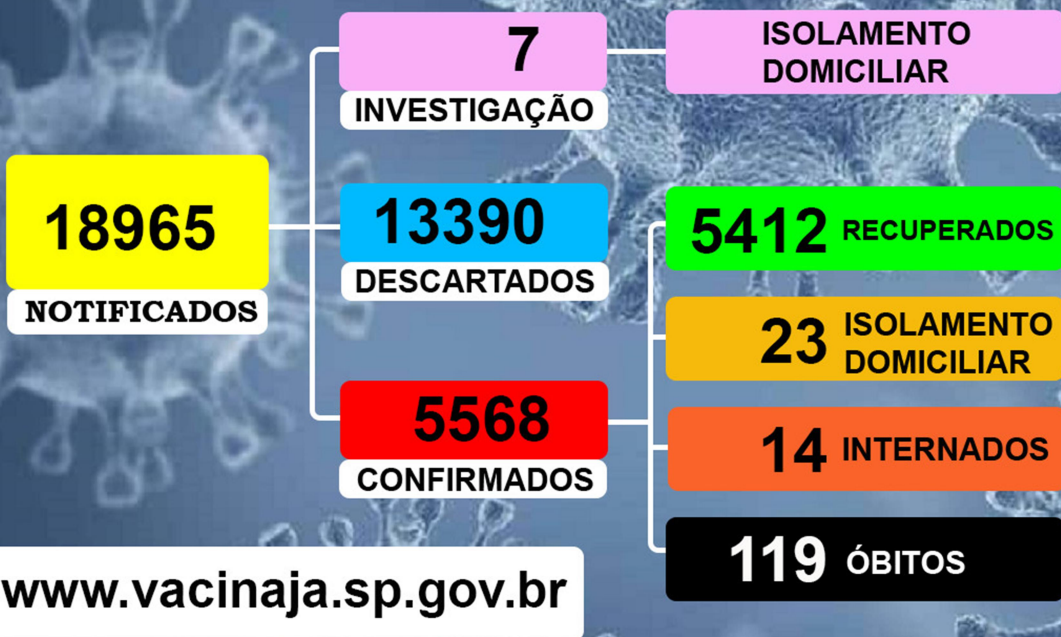 18965
NOTIFICADOS
7
INVESTIGAÇÃO
ISOLAMENTO
DOMICILIAR
13390
DESCARTADOS
5568
CONFIRMADOS
5412 RECUPERADOS
23 ISOLAMENTO
DOMICILIAR
14 INTERNADOS
119 ÓBITOS
www.vacinaja.sp.gov.br